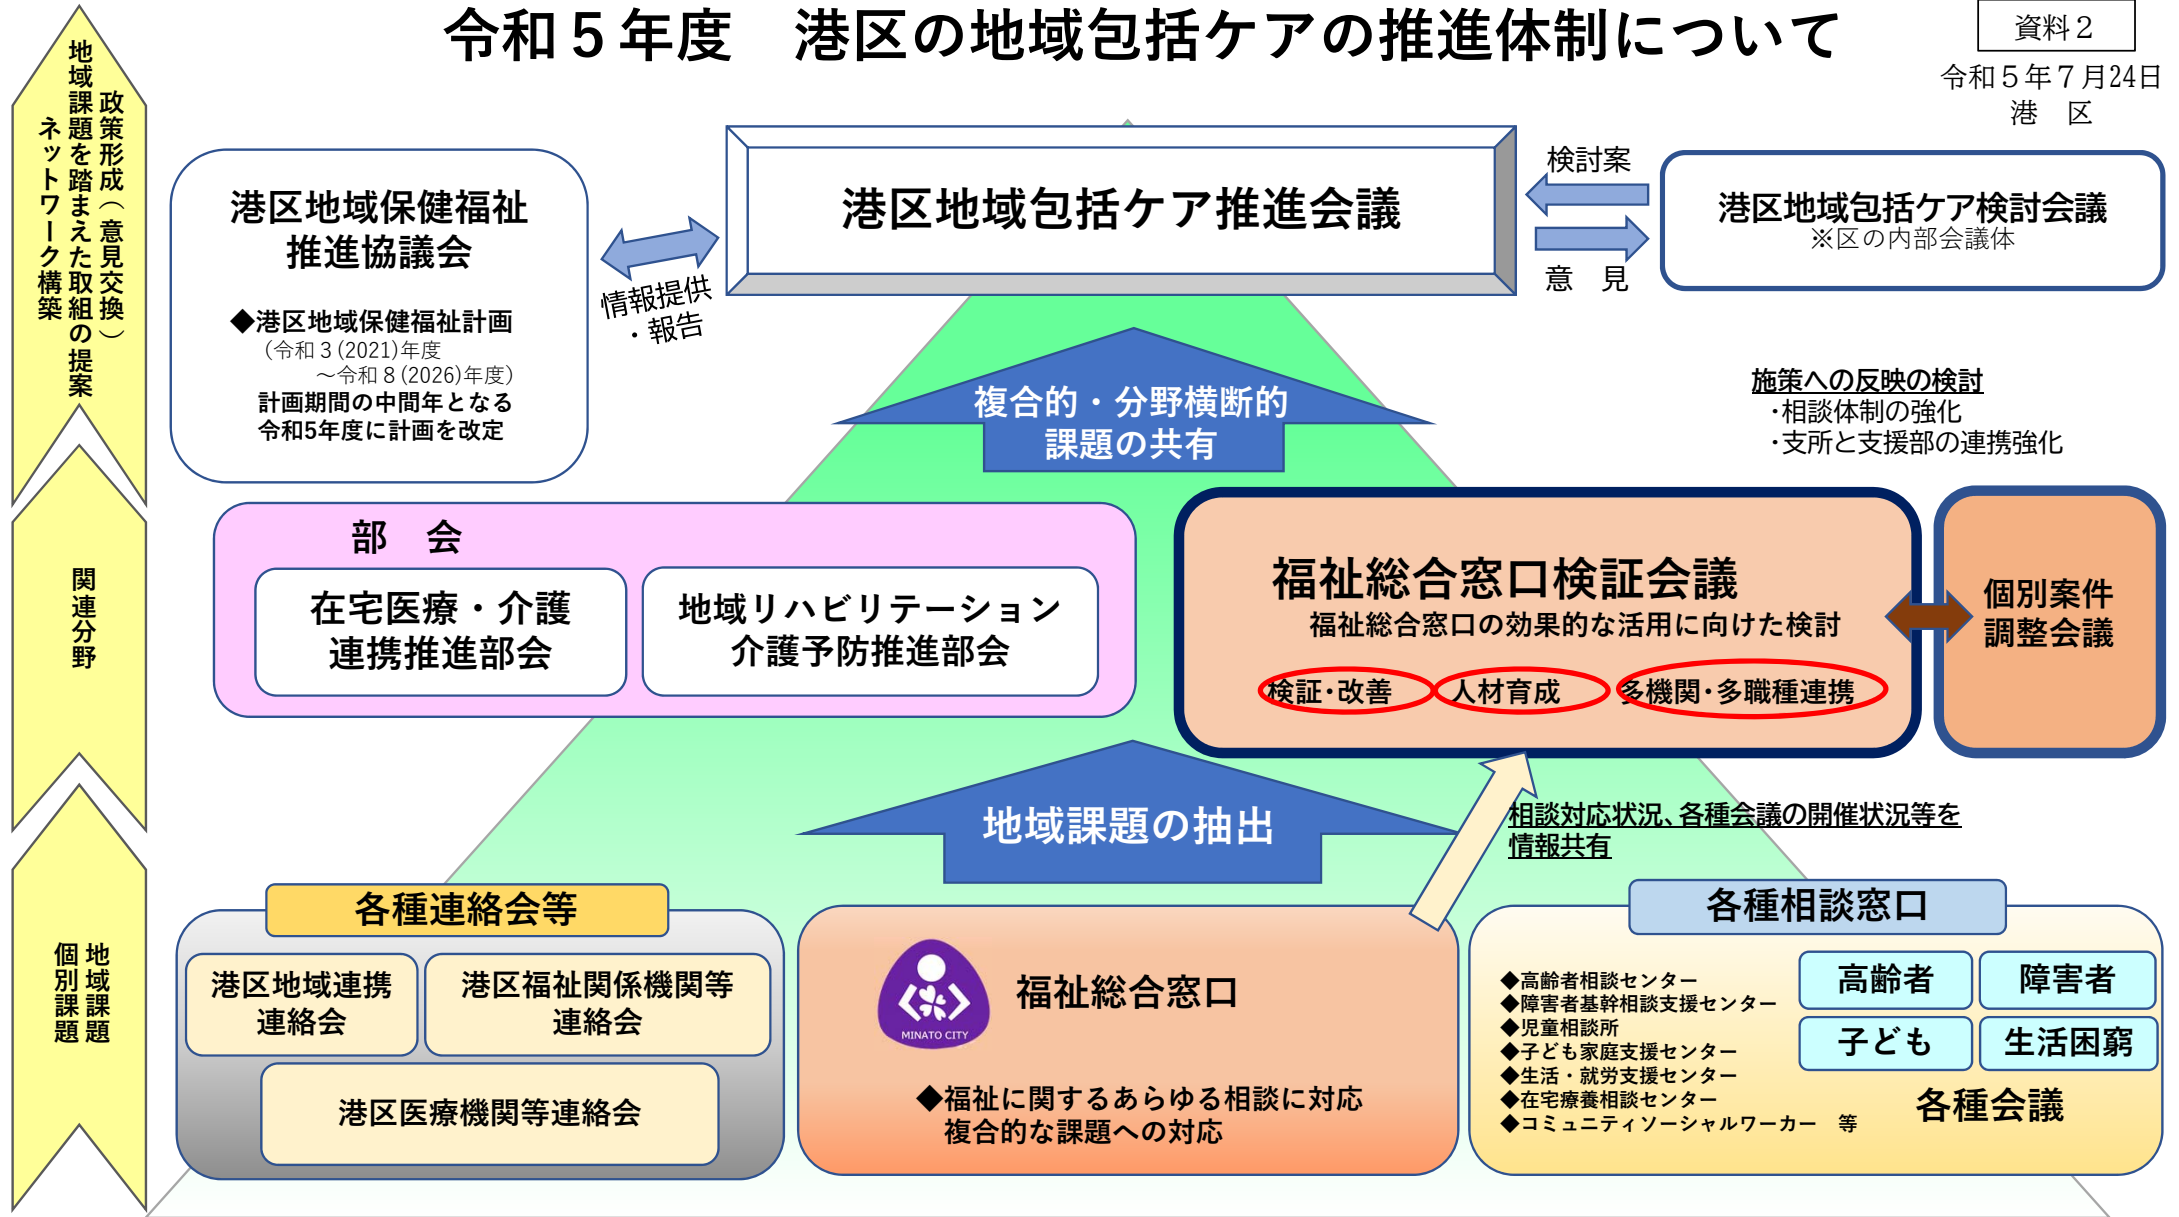 令和５年度　港区の地域包括ケアの推進体制について
資料２
令和５年７月24日
港　区
政策形成（意見交換）
地域課題を踏まえた取組の提案
ネットワーク構築
関連分野
地域課題
個別課題
港区地域保健福祉
推進協議会
◆港区地域保健福祉計画
（令和３(2021)年度
～令和８(2026)年度）
計画期間の中間年となる
令和5年度に計画を改定
情報提供
・報告
港区地域包括ケア推進会議
検討案
意　見
港区地域包括ケア検討会議
※区の内部会議体
複合的・分野横断的
課題の共有
施策への反映の検討
・相談体制の強化
・支所と支援部の連携強化
部　会
在宅医療・介護
連携推進部会
地域リハビリテーション
介護予防推進部会
福祉総合窓口検証会議
福祉総合窓口の効果的な活用に向けた検討
検証・改善
人材育成
多機関・多職種連携
個別案件
調整会議
地域課題の抽出
相談対応状況、各種会議の開催状況等を
情報共有
各種連絡会等
港区地域連携
連絡会
港区福祉関係機関等
連絡会
港区医療機関等連絡会
MINATO CITY
福祉総合窓口
◆福祉に関するあらゆる相談に対応
複合的な課題への対応
各種相談窓口
◆高齢者相談センター
◆障害者基幹相談支援センター
◆児童相談所
◆子ども家庭支援センター
◆生活・就労支援センター
◆在宅療養相談センター
◆コミュニティソーシャルワーカー　等
高齢者
障害者
子ども
生活困窮
各種会議